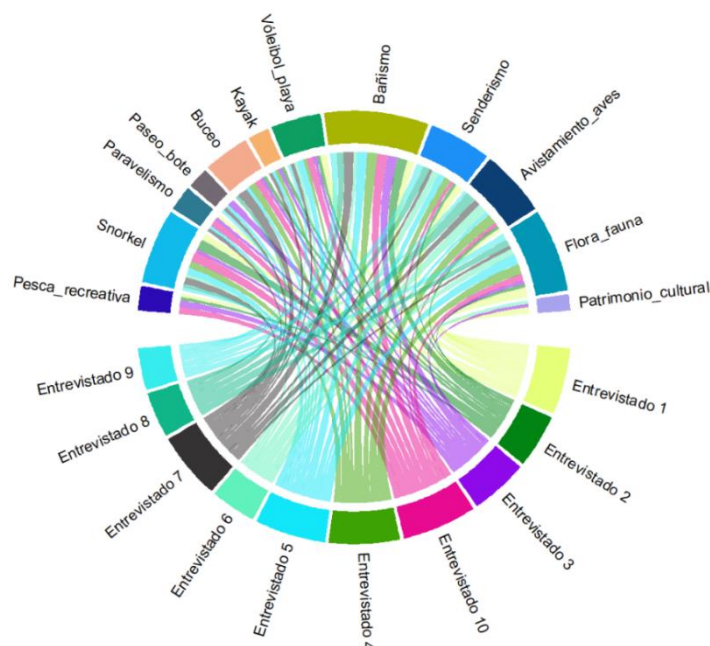 Pesca_recreativa
Snorkel
Paravelismo
Paseo_bote
Buceo
Kayak
Vóleibol_playa
Bañismo
Senderismo
Avistamiento_aves
Flora_fauna
Patrimonio_cultural
Entrevistado 1
Entrevistado 2
Entrevistado 3
Entrevistado 10
Entrevistado 4
Entrevistado 5
Entrevistado 6
Entrevistado 7
Entrevistado 8
Entrevistado 9